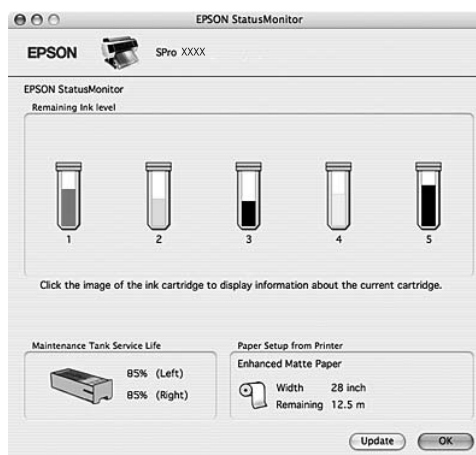 EPSON StatusMonitor
EPSON
SPro XXXX
EPSON StatusMonitor
Remaining Ink level
1 2 3 4 5
Click the image of the ink cartridge to display information about the current cartridge.
Maintenance Tank Service Life
85% (Left)
85% (Right)
Paper Setup from Printer
Enhanced Matte Paper
Width 28 inch
Remaining 12.5 m
Update OK